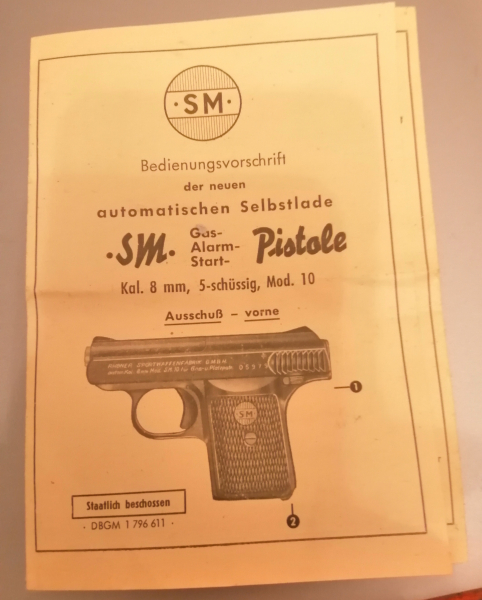 ·SM·
Bedienungsvorschrift
der neuen
automatischen Selbstlade
·SM· Gas- Alarm- Start- Pistole
Kal. 8 mm, 5-schüssig, Mod. 10
Ausschuß – vorne
SM
1
2
Staatlich beschossen
· DBGM 1 796 611 ·